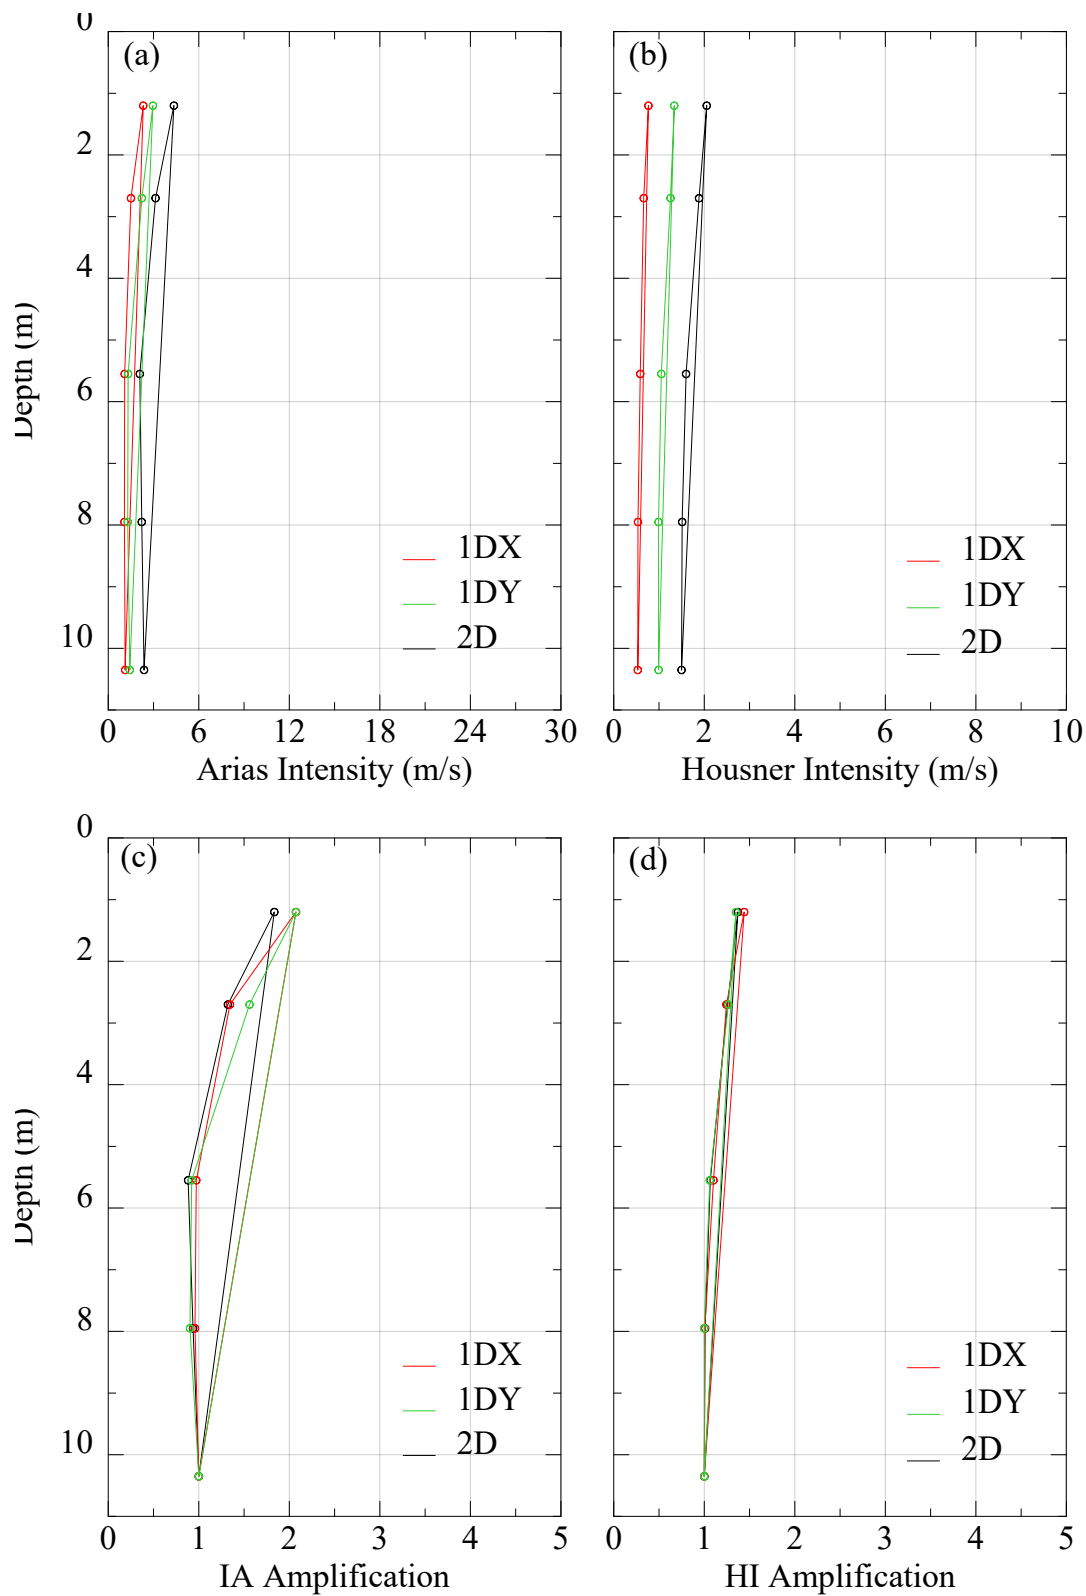 (a)
0
2
4
6
8
10
Depth (m)
1DX
1DY
2D
0 6 12 18 24 30
Arias Intensity (m/s)
(b)
1DX
1DY
2D
0 2 4 6 8 10
Housner Intensity (m/s)
(c)
0
2
4
6
8
10
Depth (m)
1DX
1DY
2D
0 1 2 3 4 5
IA Amplification
(d)
1DX
1DY
2D
0 1 2 3 4 5
HI Amplification